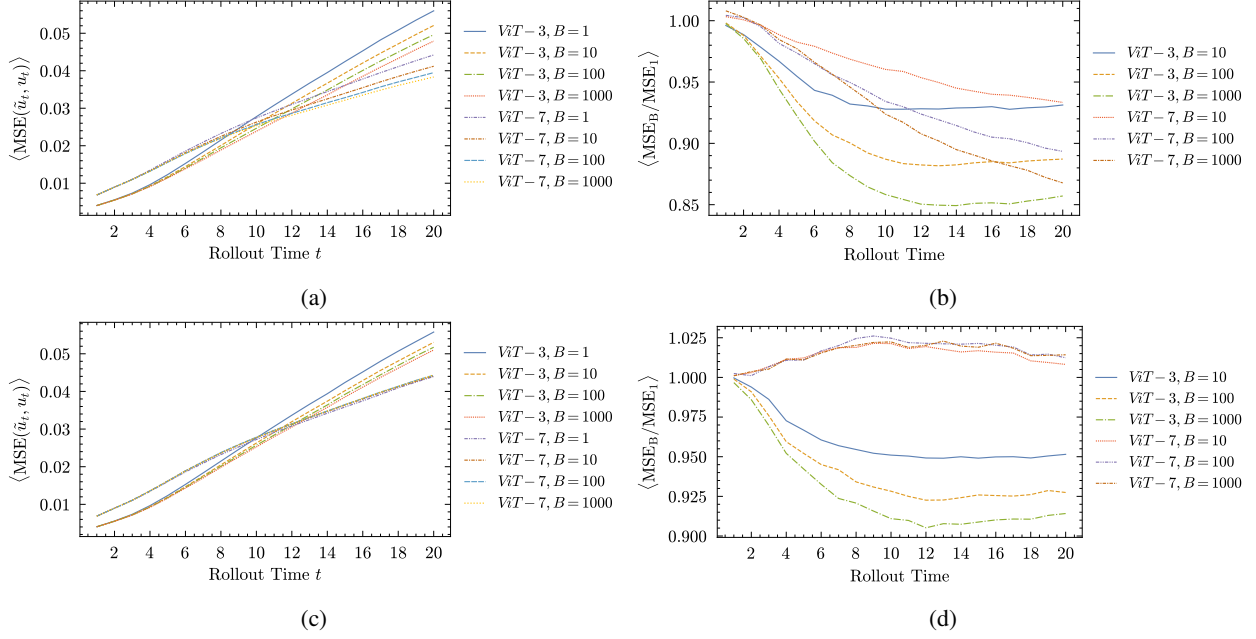 0.05
0.04
0.03
0.02
0.01
⟨MSE(ũₜ, uₜ)⟩
2 4 6 8 10 12 14 16 18 20
Rollout Time t
ViT−3, B=1
ViT−3, B=10
ViT−3, B=100
ViT−3, B=1000
ViT−7, B=1
ViT−7, B=10
ViT−7, B=100
ViT−7, B=1000
(a)
1.00
0.95
0.90
0.85
⟨MSE_B/MSE₁⟩
2 4 6 8 10 12 14 16 18 20
Rollout Time
ViT−3, B=10
ViT−3, B=100
ViT−3, B=1000
ViT−7, B=10
ViT−7, B=100
ViT−7, B=1000
(b)
0.05
0.04
0.03
0.02
0.01
⟨MSE(ũₜ, uₜ)⟩
2 4 6 8 10 12 14 16 18 20
Rollout Time t
ViT−3, B=1
ViT−3, B=10
ViT−3, B=100
ViT−3, B=1000
ViT−7, B=1
ViT−7, B=10
ViT−7, B=100
ViT−7, B=1000
(c)
1.025
1.000
0.975
0.950
0.925
0.900
⟨MSE_B/MSE₁⟩
2 4 6 8 10 12 14 16 18 20
Rollout Time
ViT−3, B=10
ViT−3, B=100
ViT−3, B=1000
ViT−7, B=10
ViT−7, B=100
ViT−7, B=1000
(d)